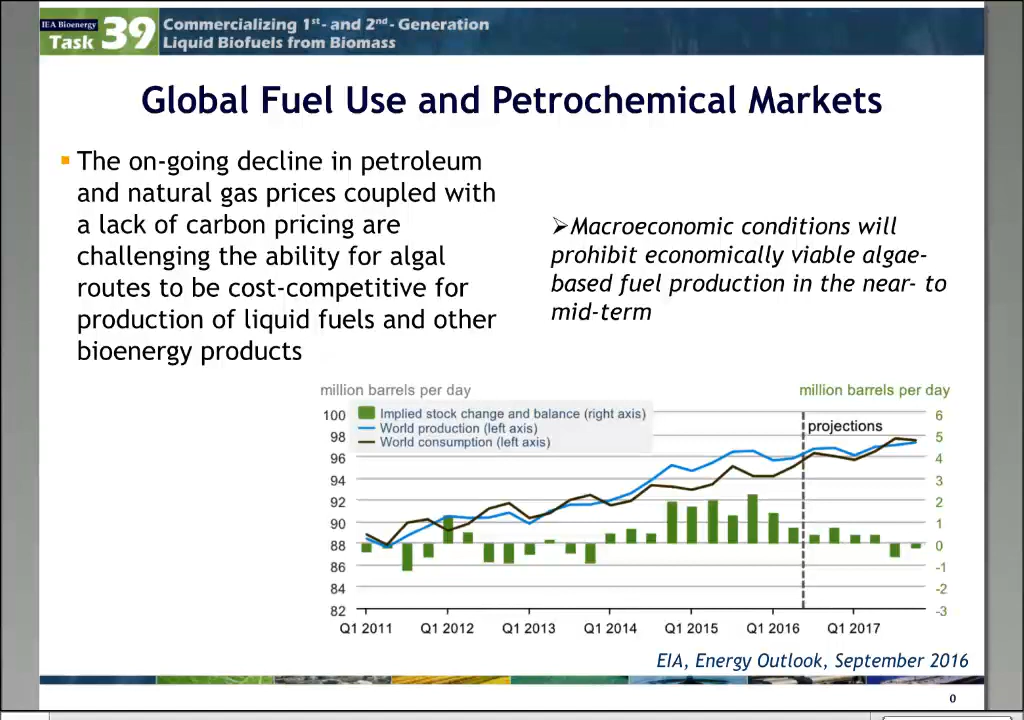 IEA Bioenergy
Task 39
Commercializing 1st- and 2nd- Generation
Liquid Biofuels from Biomass
Global Fuel Use and Petrochemical Markets
The on-going decline in petroleum
and natural gas prices coupled with
a lack of carbon pricing are
challenging the ability for algal
routes to be cost-competitive for
production of liquid fuels and other
bioenergy products
Macroeconomic conditions will
prohibit economically viable algae-
based fuel production in the near- to
mid-term
million barrels per day
million barrels per day
Implied stock change and balance (right axis)
World production (left axis)
World consumption (left axis)
projections
100
98
96
94
92
90
88
86
84
82
6
5
4
3
2
1
0
-1
-2
-3
Q1 2011 Q1 2012 Q1 2013 Q1 2014 Q1 2015 Q1 2016 Q1 2017
EIA, Energy Outlook, September 2016
0